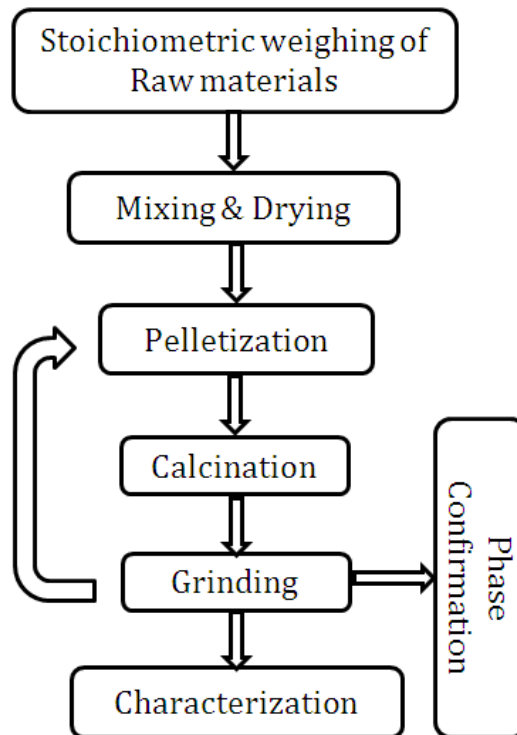 Stoichiometric weighing of
Raw materials
Mixing & Drying
Pelletization
Calcination
Grinding
Phase
Confirmation
Characterization